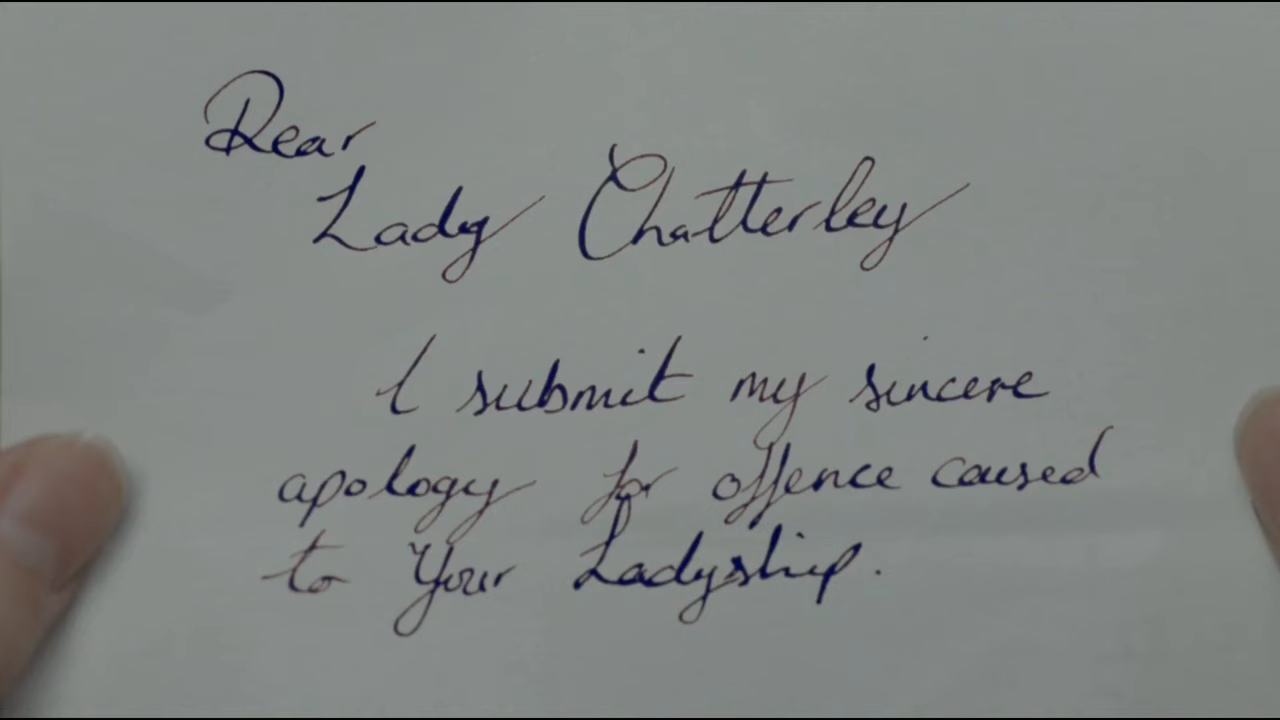 Dear
Lady Chatterley
I submit my sincere
apology for offence caused
to Your Ladyship.